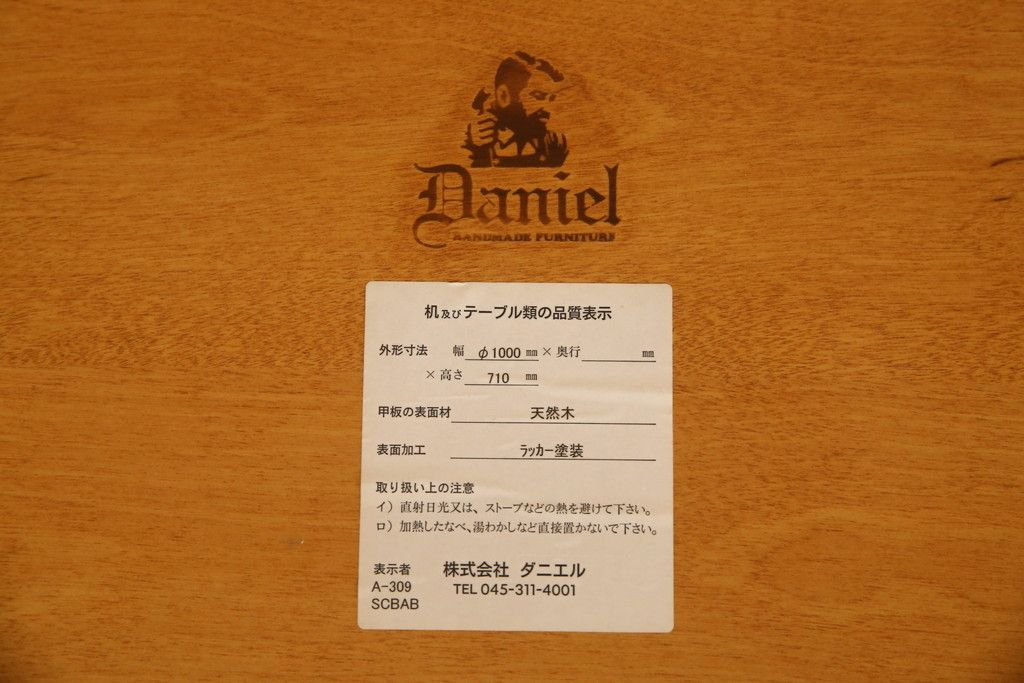 Daniel
HANDMADE FURNITURE
机及びテーブル類の品質表示
外形寸法 幅 φ1000 ㎜ × 奥行 ㎜
× 高さ 710 ㎜
甲板の表面材 天然木
表面加工 ラッカー塗装
取り扱い上の注意
イ）直射日光又は、ストーブなどの熱を避けて下さい。
ロ）加熱したなべ、湯わかしなど直接置かないで下さい。
表示者 株式会社 ダニエル
A-309 TEL 045-311-4001
SCBAB